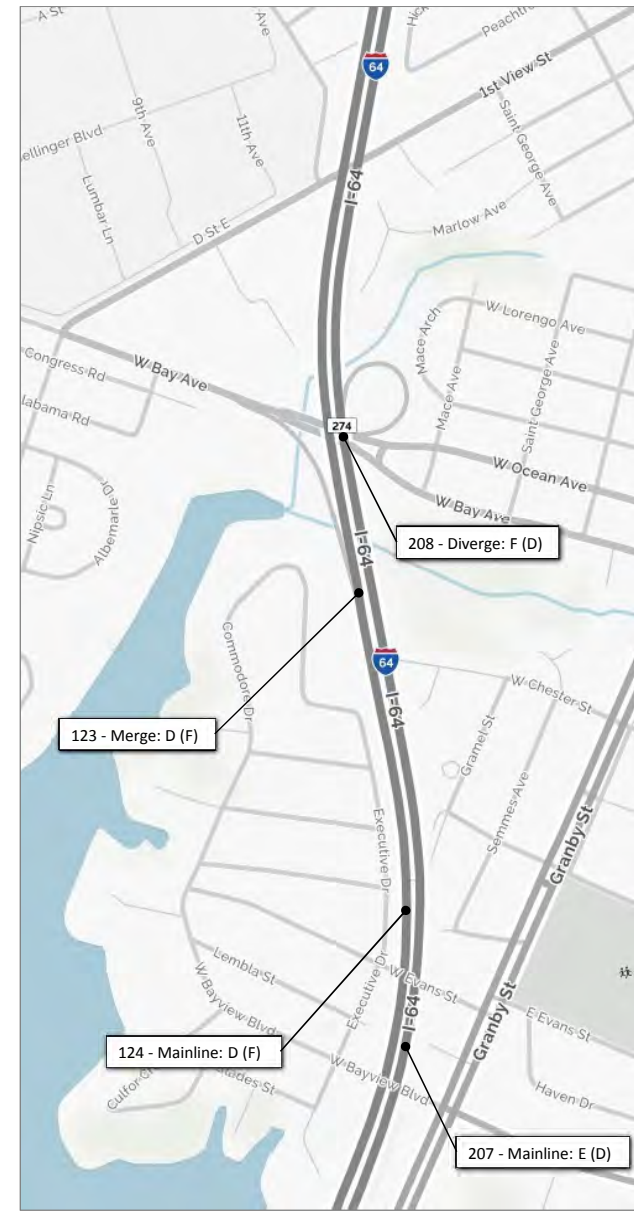 A St
Ave
Hick
Peachtre
64
1st View St
9th Ave
11th Ave
Saint George Ave
ellinger Blvd
Lumbar Ln
I-64
D St E
Marlow Ave
W Lorengo Ave
Mace Arch
Congress Rd
W Bay Ave
Mace Ave
Saint George Ave
labama Rd
274
W Ocean Ave
Nipsic Ln
Albemarle Dr
W Bay Ave
208 - Diverge: F (D)
I-64
Commodore Dr
64
W Chester St
I-64
Gramet St
123 - Merge: D (F)
Semmes Ave
Granby St
Executive Dr
Lembla St
W Evans St
Executive Dr
W Bayview Blvd
I-64
E Evans St
Granby St
124 - Mainline: D (F)
W Bayview Blvd
Haven Dr
207 - Mainline: E (D)